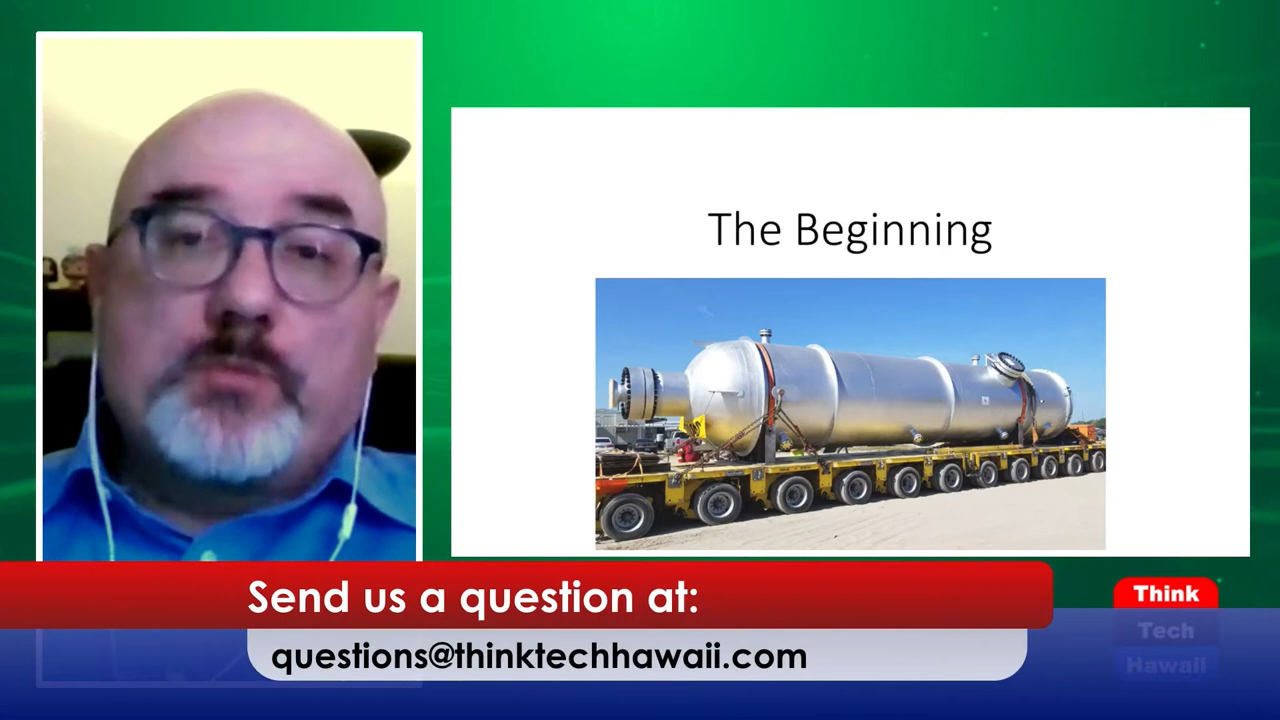 The Beginning
Send us a question at:
questions@thinktechhawaii.com
Think
Tech
Hawaii